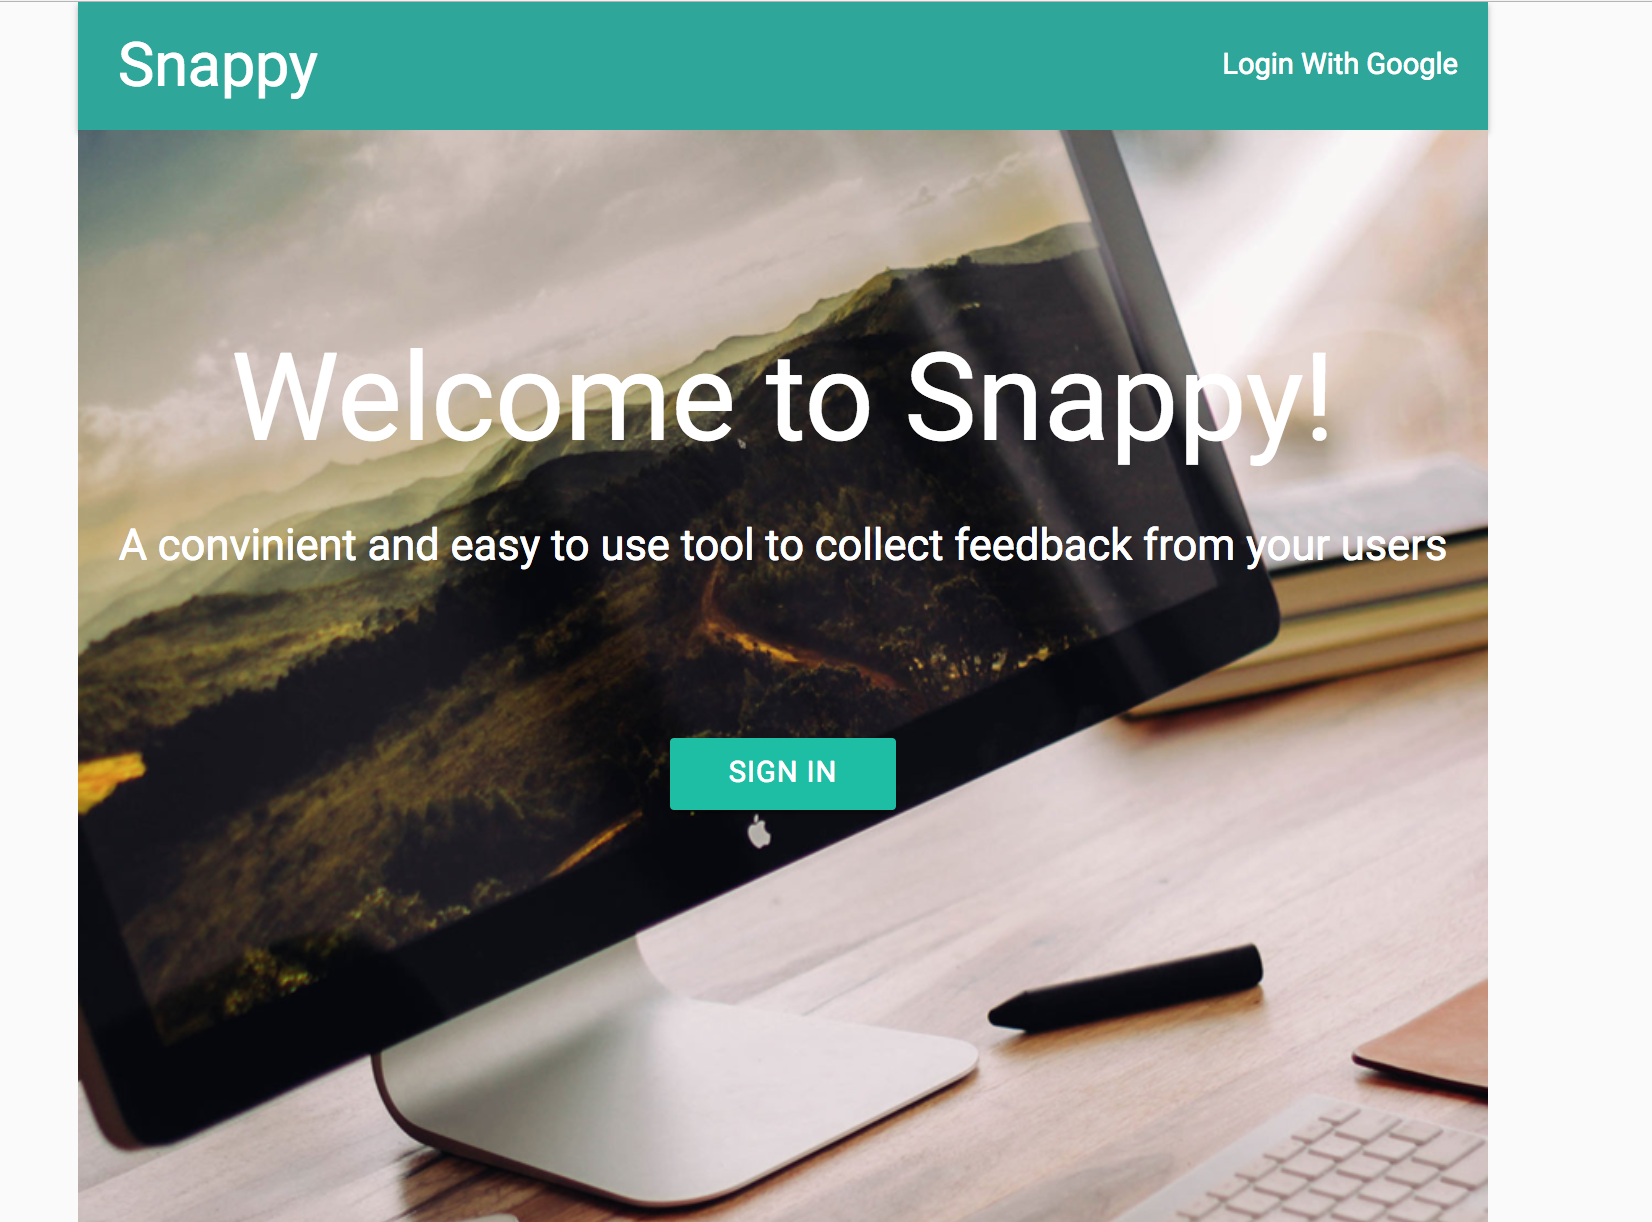 Snappy
Login With Google
Welcome to Snappy!
A convinient and easy to use tool to collect feedback from your users
SIGN IN